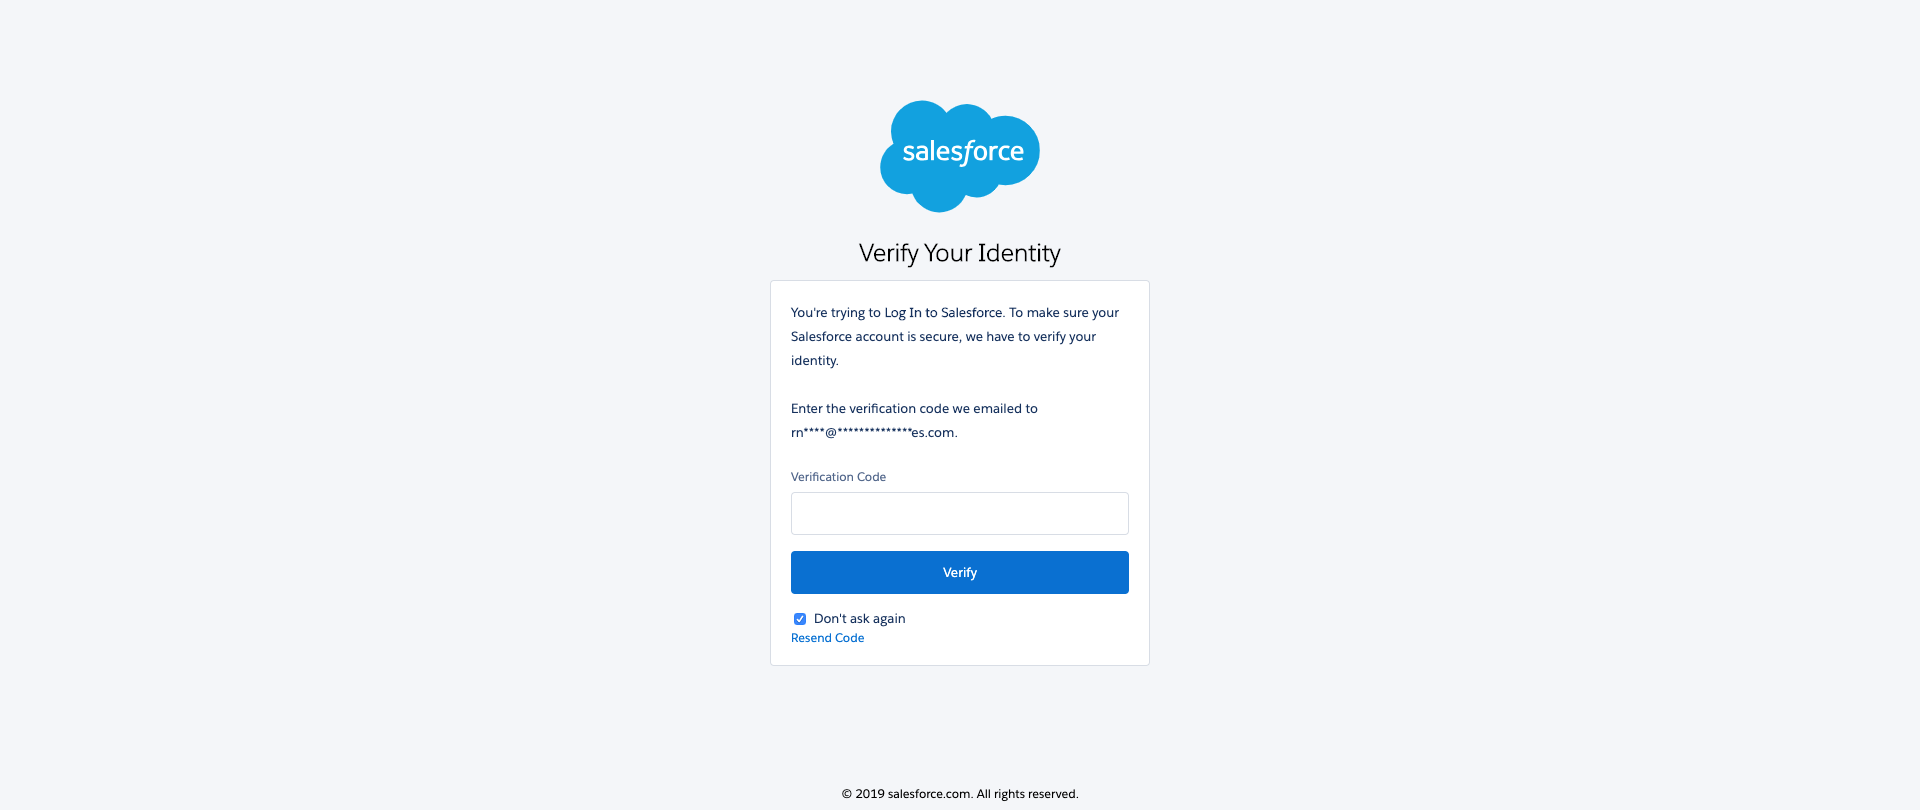 salesforce
Verify Your Identity
You're trying to Log In to Salesforce. To make sure your
Salesforce account is secure, we have to verify your
identity.
Enter the verification code we emailed to
rn****@**************es.com.
Verification Code
Verify
Don't ask again
Resend Code
© 2019 salesforce.com. All rights reserved.